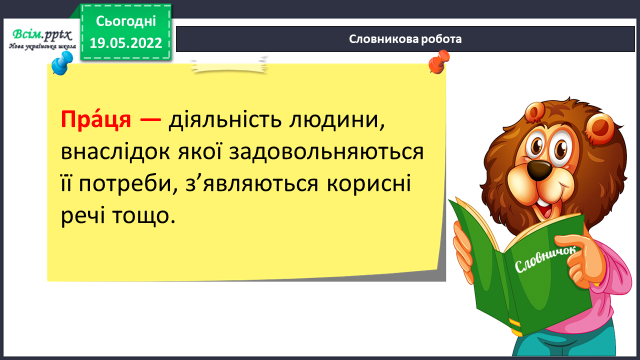 Всім.pptx
Нова українська школа
Сьогодні
19.05.2022
Словникова робота
Пра́ця — діяльність людини,
внаслідок якої задовольняються
її потреби, з’являються корисні
речі тощо.
Словничок